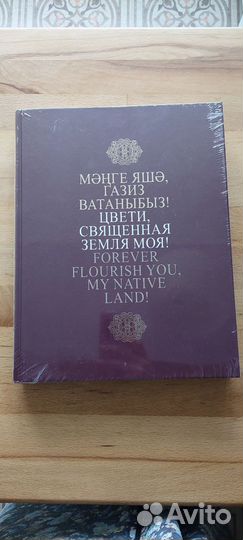 МӘҢГЕ ЯШӘ,
ГАЗИЗ
ВАТАНЫБЫЗ!
ЦВЕТИ,
СВЯЩЕННАЯ
ЗЕМЛЯ МОЯ!
FOREVER
FLOURISH YOU,
MY NATIVE
LAND!
Avito